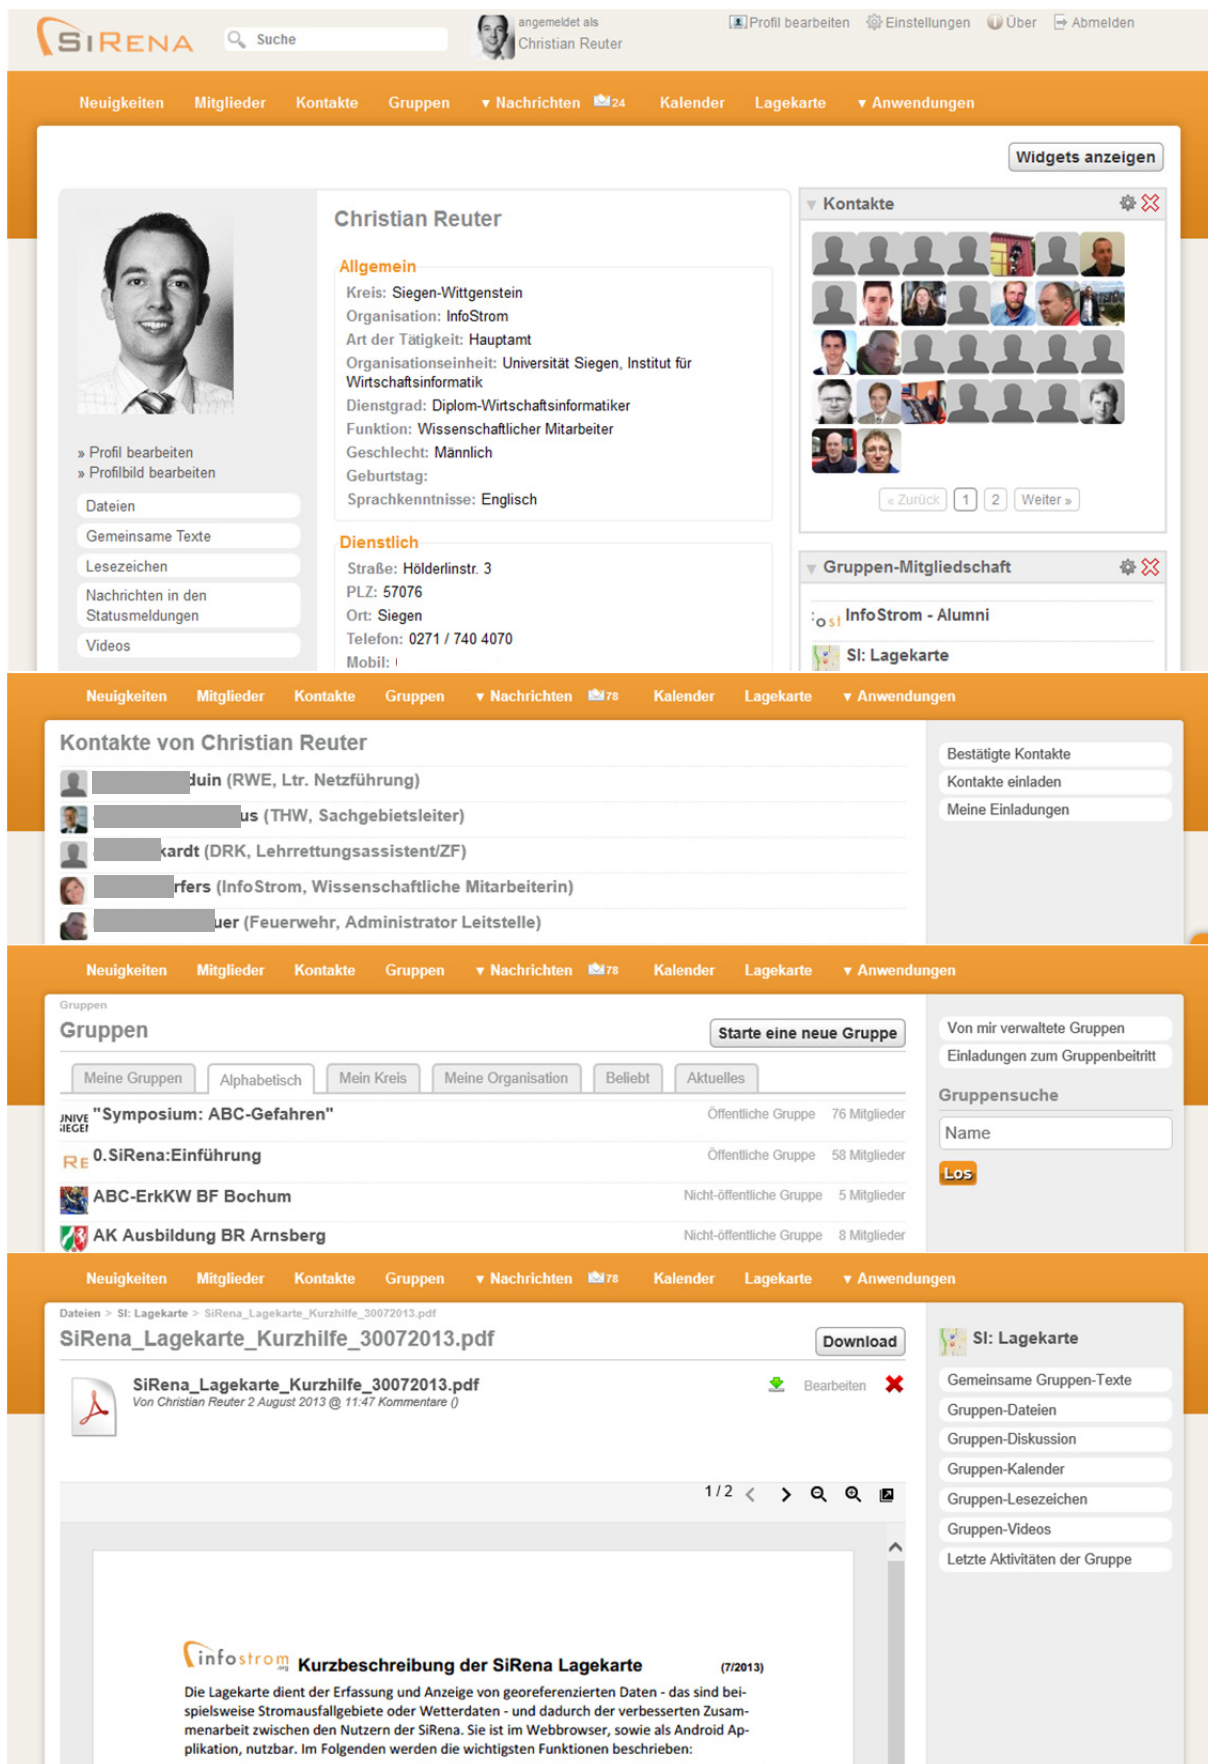 SiRENA
Suche
angemeldet als
Christian Reuter
Profil bearbeiten Einstellungen Über Abmelden
Neuigkeiten Mitglieder Kontakte Gruppen ▾ Nachrichten 24 Kalender Lagekarte ▾ Anwendungen
Widgets anzeigen
Christian Reuter
Allgemein
Kreis: Siegen-Wittgenstein
Organisation: InfoStrom
Art der Tätigkeit: Hauptamt
Organisationseinheit: Universität Siegen, Institut für
Wirtschaftsinformatik
Dienstgrad: Diplom-Wirtschaftsinformatiker
Funktion: Wissenschaftlicher Mitarbeiter
Geschlecht: Männlich
Geburtstag:
Sprachkenntnisse: Englisch
Dienstlich
Straße: Hölderlinstr. 3
PLZ: 57076
Ort: Siegen
Telefon: 0271 / 740 4070
Mobil:
» Profil bearbeiten
» Profilbild bearbeiten
Dateien
Gemeinsame Texte
Lesezeichen
Nachrichten in den
Statusmeldungen
Videos
▾ Kontakte
« Zurück 1 2 Weiter »
▾ Gruppen-Mitgliedschaft
InfoStrom - Alumni
SI: Lagekarte
Neuigkeiten Mitglieder Kontakte Gruppen ▾ Nachrichten 78 Kalender Lagekarte ▾ Anwendungen
Kontakte von Christian Reuter
duin (RWE, Ltr. Netzführung)
us (THW, Sachgebietsleiter)
kardt (DRK, Lehrrettungsassistent/ZF)
rfers (InfoStrom, Wissenschaftliche Mitarbeiterin)
uer (Feuerwehr, Administrator Leitstelle)
Bestätigte Kontakte
Kontakte einladen
Meine Einladungen
Neuigkeiten Mitglieder Kontakte Gruppen ▾ Nachrichten 78 Kalender Lagekarte ▾ Anwendungen
Gruppen
Gruppen
Starte eine neue Gruppe
Meine Gruppen Alphabetisch Mein Kreis Meine Organisation Beliebt Aktuelles
"Symposium: ABC-Gefahren" Öffentliche Gruppe 76 Mitglieder
0.SiRena:Einführung Öffentliche Gruppe 58 Mitglieder
ABC-ErkKW BF Bochum Nicht-öffentliche Gruppe 5 Mitglieder
AK Ausbildung BR Arnsberg Nicht-öffentliche Gruppe 8 Mitglieder
Von mir verwaltete Gruppen
Einladungen zum Gruppenbeitritt
Gruppensuche
Name
Los
Neuigkeiten Mitglieder Kontakte Gruppen ▾ Nachrichten 78 Kalender Lagekarte ▾ Anwendungen
Dateien > SI: Lagekarte > SiRena_Lagekarte_Kurzhilfe_30072013.pdf
SiRena_Lagekarte_Kurzhilfe_30072013.pdf
Download
SiRena_Lagekarte_Kurzhilfe_30072013.pdf
Von Christian Reuter 2 August 2013 @ 11:47 Kommentare ()
Bearbeiten
1 / 2
infostrom
.org
Kurzbeschreibung der SiRena Lagekarte (7/2013)
Die Lagekarte dient der Erfassung und Anzeige von georeferenzierten Daten - das sind bei-
spielsweise Stromausfallgebiete oder Wetterdaten - und dadurch der verbesserten Zusam-
menarbeit zwischen den Nutzern der SiRena. Sie ist im Webbrowser, sowie als Android Ap-
plikation, nutzbar. Im Folgenden werden die wichtigsten Funktionen beschrieben:
SI: Lagekarte
Gemeinsame Gruppen-Texte
Gruppen-Dateien
Gruppen-Diskussion
Gruppen-Kalender
Gruppen-Lesezeichen
Gruppen-Videos
Letzte Aktivitäten der Gruppe